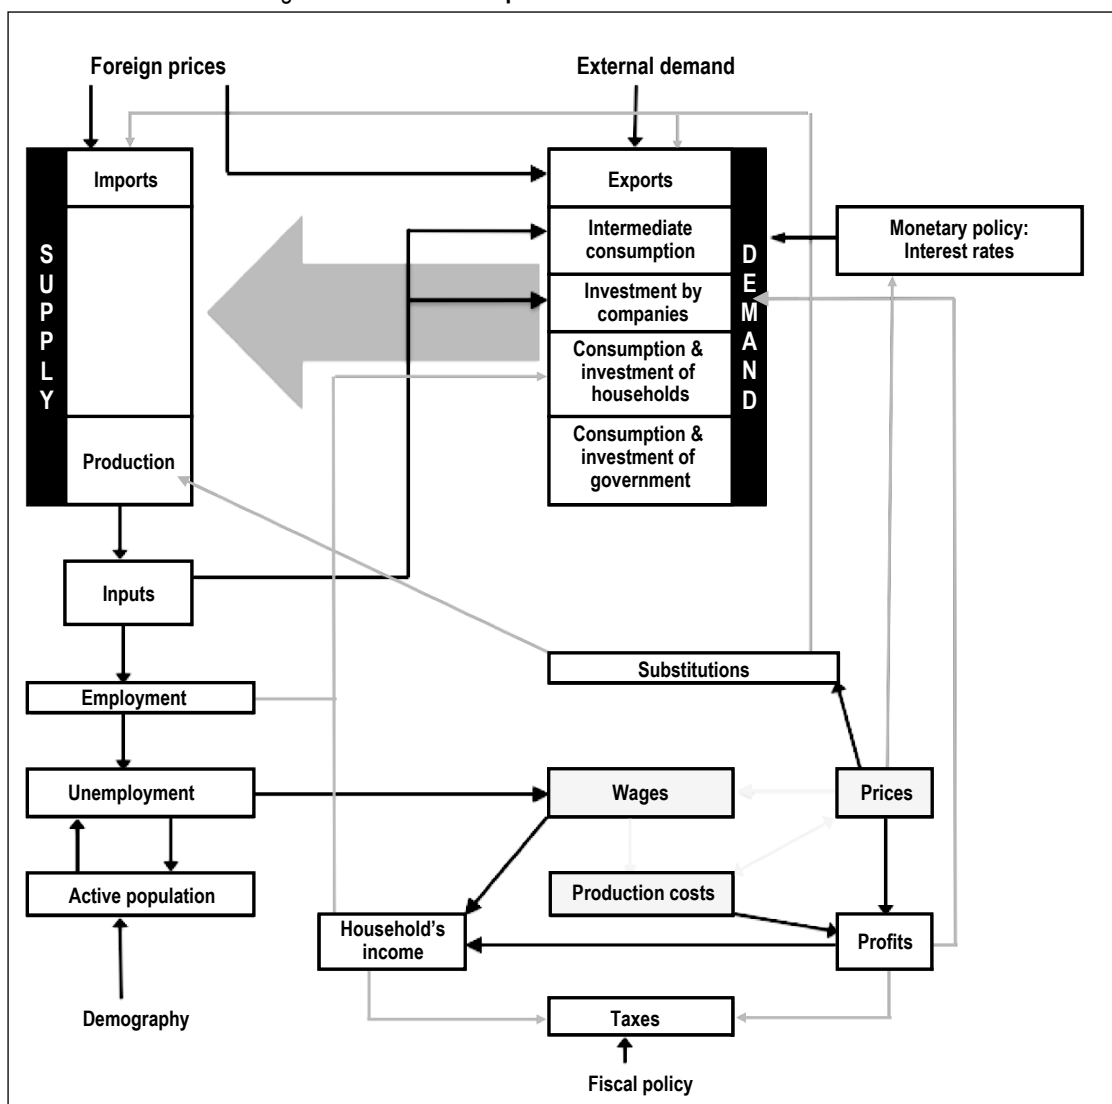 Foreign prices
External demand
SUPPLY
Imports
Production
Exports
Intermediate
consumption
Investment by
companies
Consumption &
investment of
households
Consumption &
investment of
government
DEMAND
Monetary policy:
Interest rates
Inputs
Employment
Substitutions
Unemployment
Wages
Prices
Active population
Production costs
Household's
income
Profits
Demography
Taxes
Fiscal policy